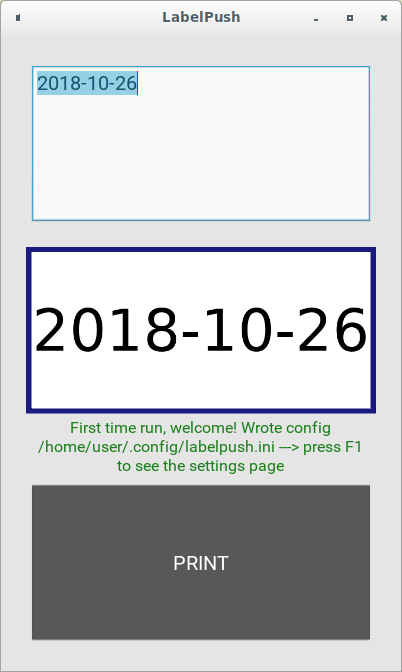 LabelPush
2018-10-26
2018-10-26
First time run, welcome! Wrote config
/home/user/.config/labelpush.ini ---> press F1
to see the settings page
PRINT